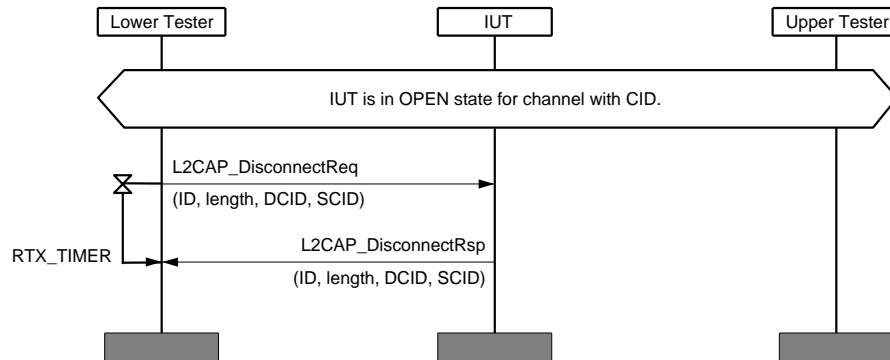 Lower Tester
IUT
Upper Tester
IUT is in OPEN state for channel with CID.
L2CAP_DisconnectReq
(ID, length, DCID, SCID)
L2CAP_DisconnectRsp
RTX_TIMER
(ID, length, DCID, SCID)